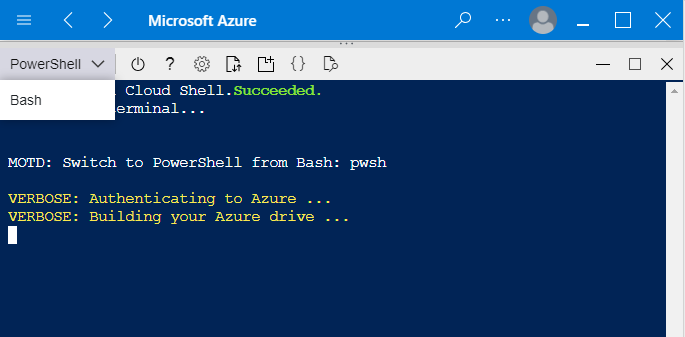 Microsoft Azure
PowerShell
Bash
Cloud Shell.Succeeded.
erminal...
MOTD: Switch to PowerShell from Bash: pwsh
VERBOSE: Authenticating to Azure ...
VERBOSE: Building your Azure drive ...